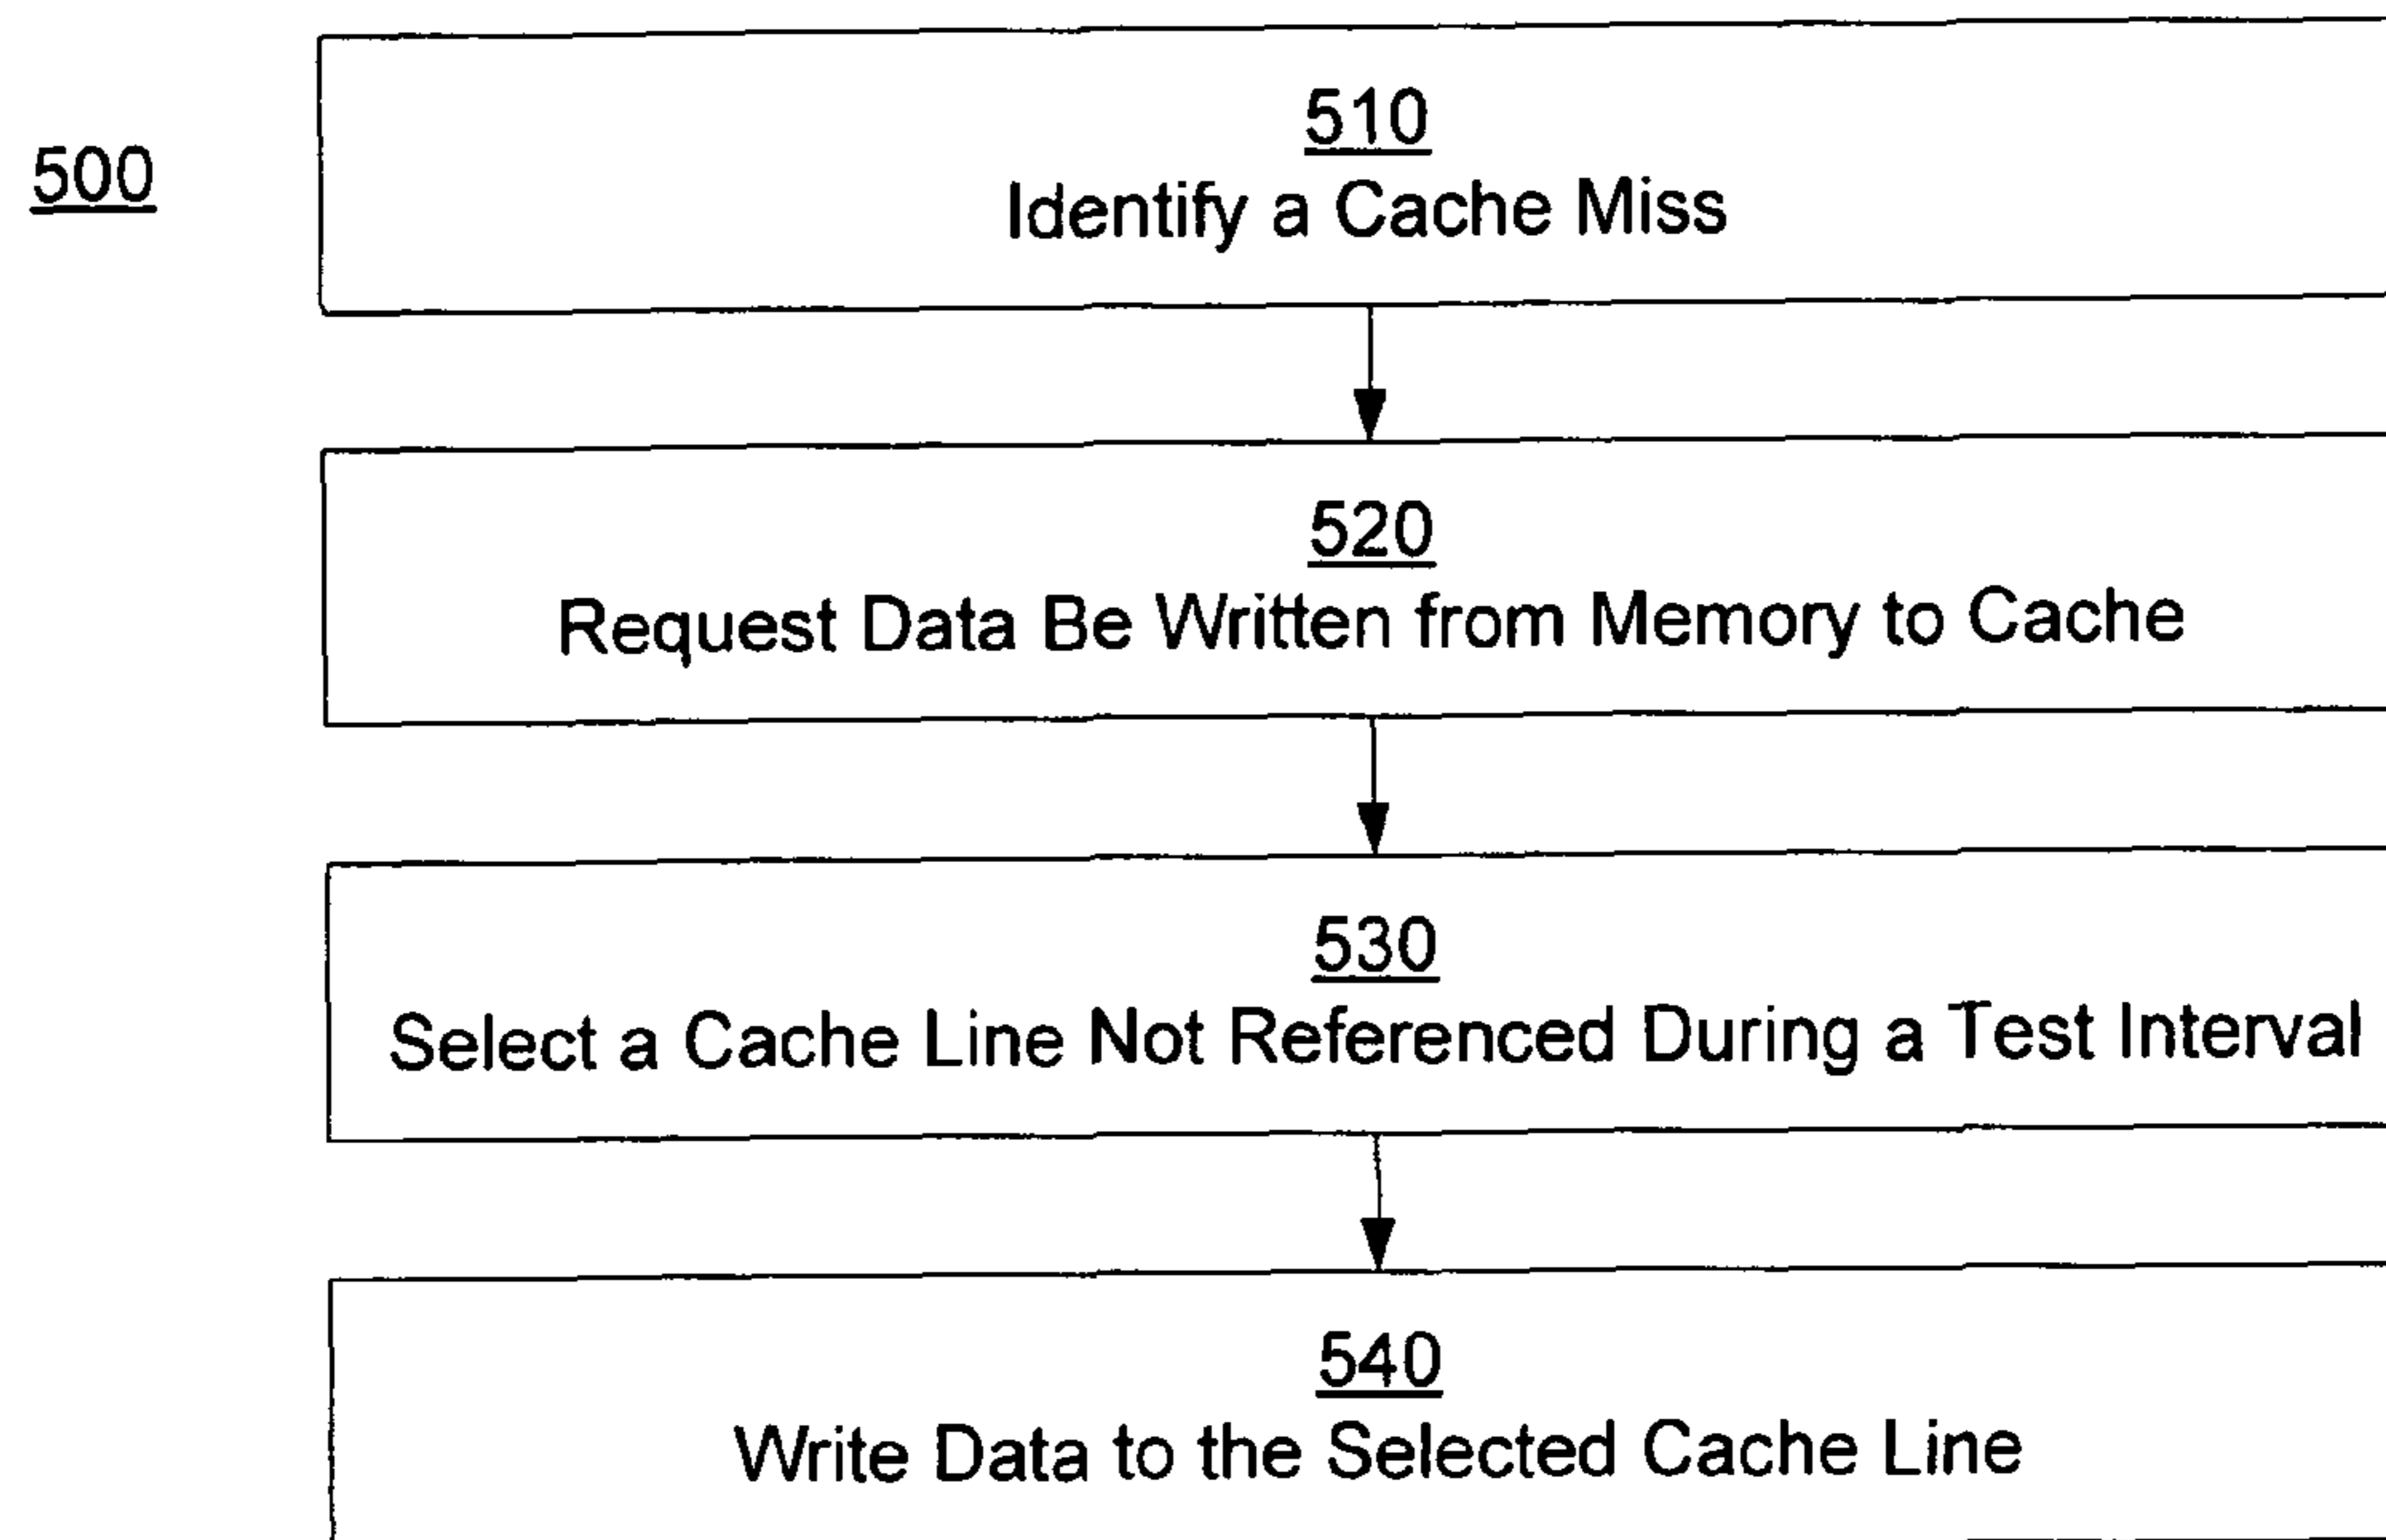 500
510
Identify a Cache Miss
520
Request Data Be Written from Memory to Cache
530
Select a Cache Line Not Referenced During a Test Interval
540
Write Data to the Selected Cache Line